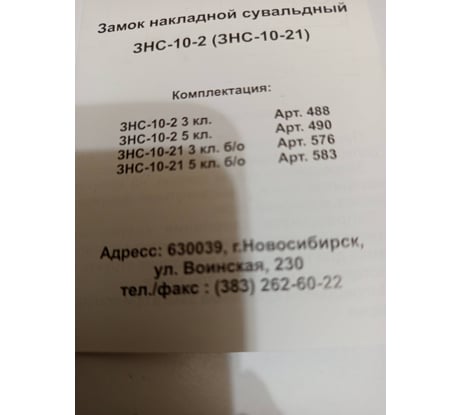 Замок накладной сувальдный
ЗНС-10-2 (ЗНС-10-21)
Комплектация:
ЗНС-10-2 3 кл. Арт. 488
ЗНС-10-2 5 кл. Арт. 490
ЗНС-10-21 3 кл. б/о Арт. 576
ЗНС-10-21 5 кл. б/о Арт. 583
Адресс: 630039, г.Новосибирск,
ул. Воинская, 230
тел./факс : (383) 262-60-22